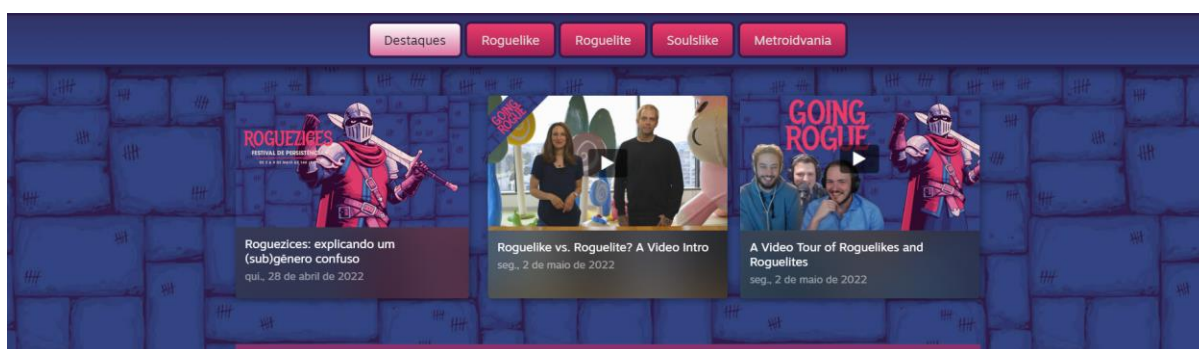 Destaques
Roguelike
Roguelite
Soulslike
Metroidvania
ROGUEZICES
FESTIVAL DE PERSISTÊNCIA
GOING
ROGUE
GOING
ROGUE
Roguezices: explicando um
(sub)gênero confuso
qui., 28 de abril de 2022
Roguelike vs. Roguelite? A Video Intro
seg., 2 de maio de 2022
A Video Tour of Roguelikes and
Roguelites
seg., 2 de maio de 2022